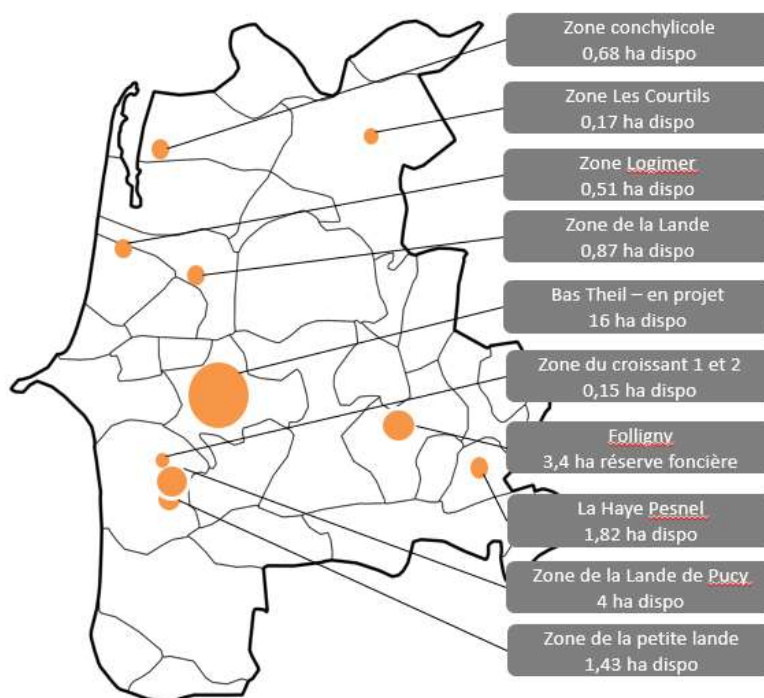 Zone conchylicole
0,68 ha dispo
Zone Les Courtils
0,17 ha dispo
Zone Logimer
0,51 ha dispo
Zone de la Lande
0,87 ha dispo
Bas Theil – en projet
16 ha dispo
Zone du croissant 1 et 2
0,15 ha dispo
Folligny
3,4 ha réserve foncière
La Haye Pesnel
1,82 ha dispo
Zone de la Lande de Pucy
4 ha dispo
Zone de la petite lande
1,43 ha dispo